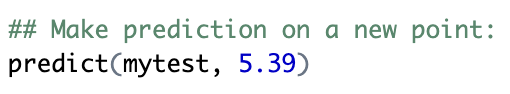 ## Make prediction on a new point:
predict(mytest, 5.39)